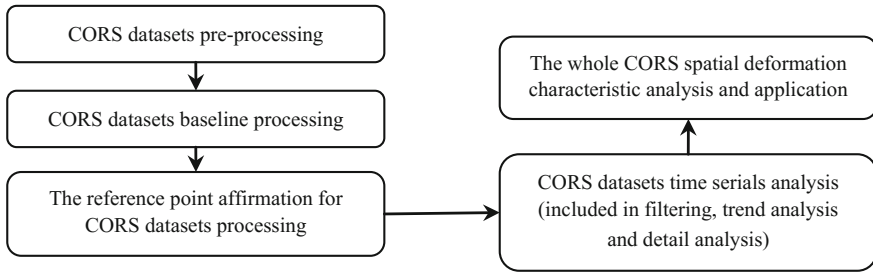 CORS datasets pre-processing
CORS datasets baseline processing
The reference point affirmation for
CORS datasets processing
The whole CORS spatial deformation
characteristic analysis and application
CORS datasets time serials analysis
(included in filtering, trend analysis
and detail analysis)